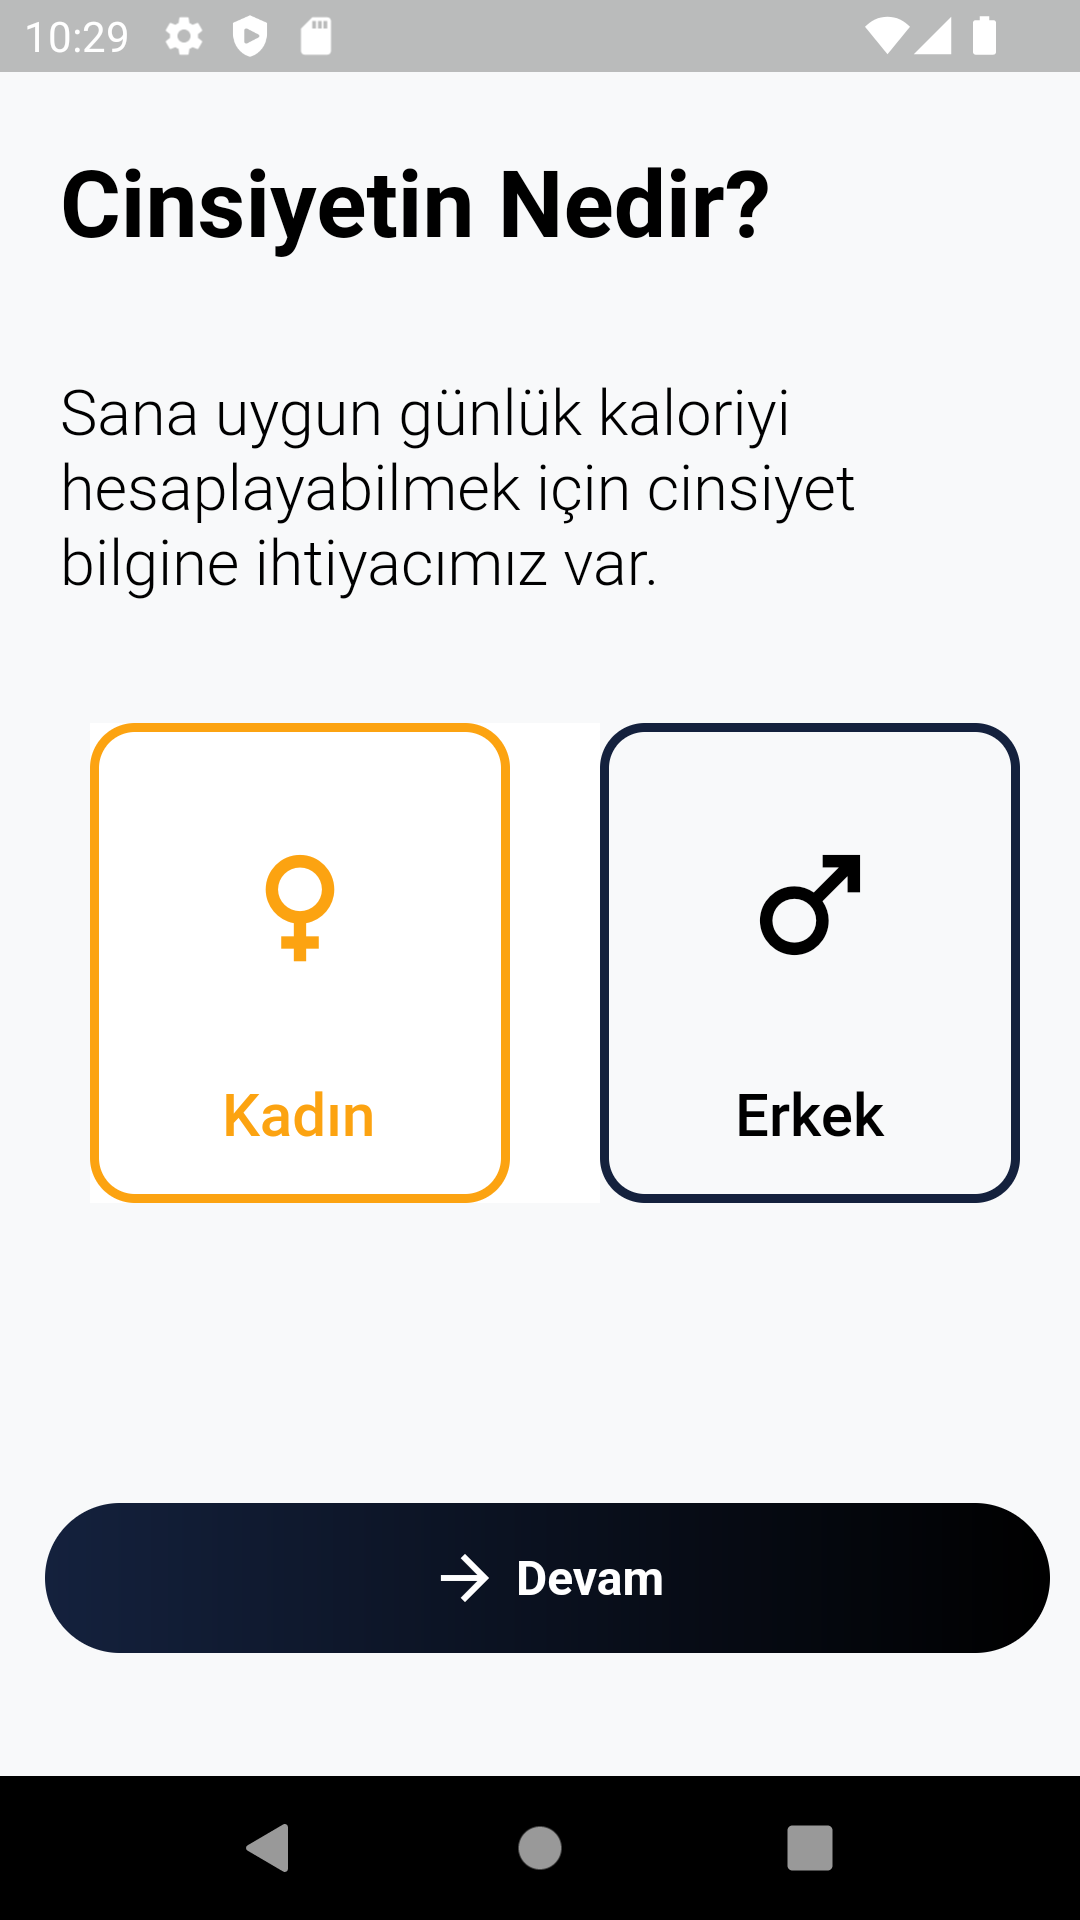 10:29
Cinsiyetin Nedir?
Sana uygun günlük kaloriyi
hesaplayabilmek için cinsiyet
bilgine ihtiyacımız var.
Kadın
Erkek
Devam